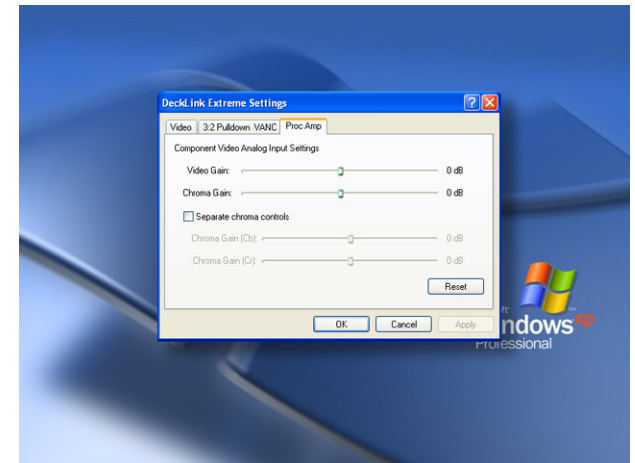 DeckLink Extreme Settings
Video 3:2 Pulldown VANC Proc Amp
Component Video Analog Input Settings
Video Gain: 0 dB
Chroma Gain: 0 dB
Separate chroma controls
Chroma Gain (Cb): 0 dB
Chroma Gain (Cr): 0 dB
Reset
OK Cancel Apply
ft
ndows xp
Professional